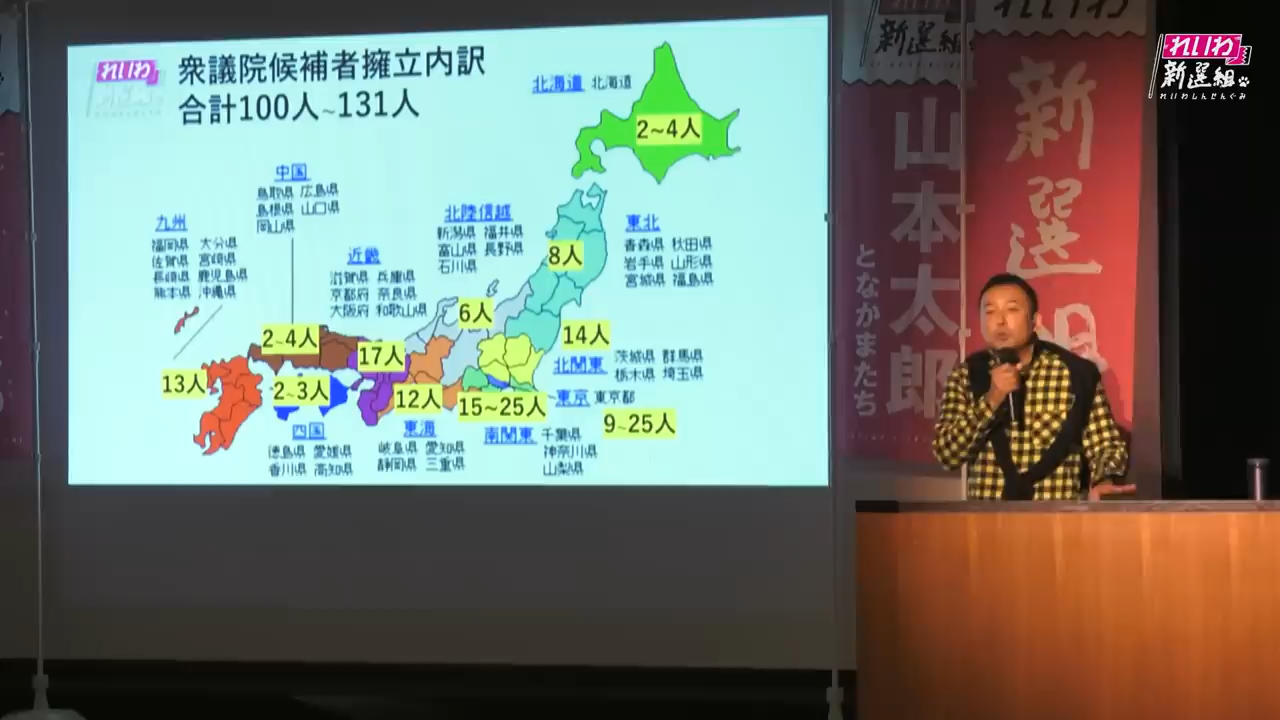 れいわ
衆議院候補者擁立内訳
合計100人~131人
北海道 北海道
2~4人
中国
鳥取県 広島県
島根県 山口県
岡山県
九州
福岡県 大分県
佐賀県 宮崎県
長崎県 鹿児島県
熊本県 沖縄県
近畿
滋賀県 兵庫県
京都府 奈良県
大阪府 和歌山県
北陸信越
新潟県 福井県
富山県 長野県
石川県
東北
青森県 秋田県
岩手県 山形県
宮城県 福島県
8人
6人
2~4人
17人
14人
北関東 茨城県 群馬県
栃木県 埼玉県
13人
2~3人
12人
15~25人
東京 東京都
9~25人
四国
徳島県 愛媛県
香川県 高知県
東海
岐阜県 愛知県
静岡県 三重県
南関東 千葉県
神奈川県
山梨県
れいわ
新選組
山本太郎
となかまたち
れいわ
新選組
れいわ
新選組
れいわしんせんぐみ